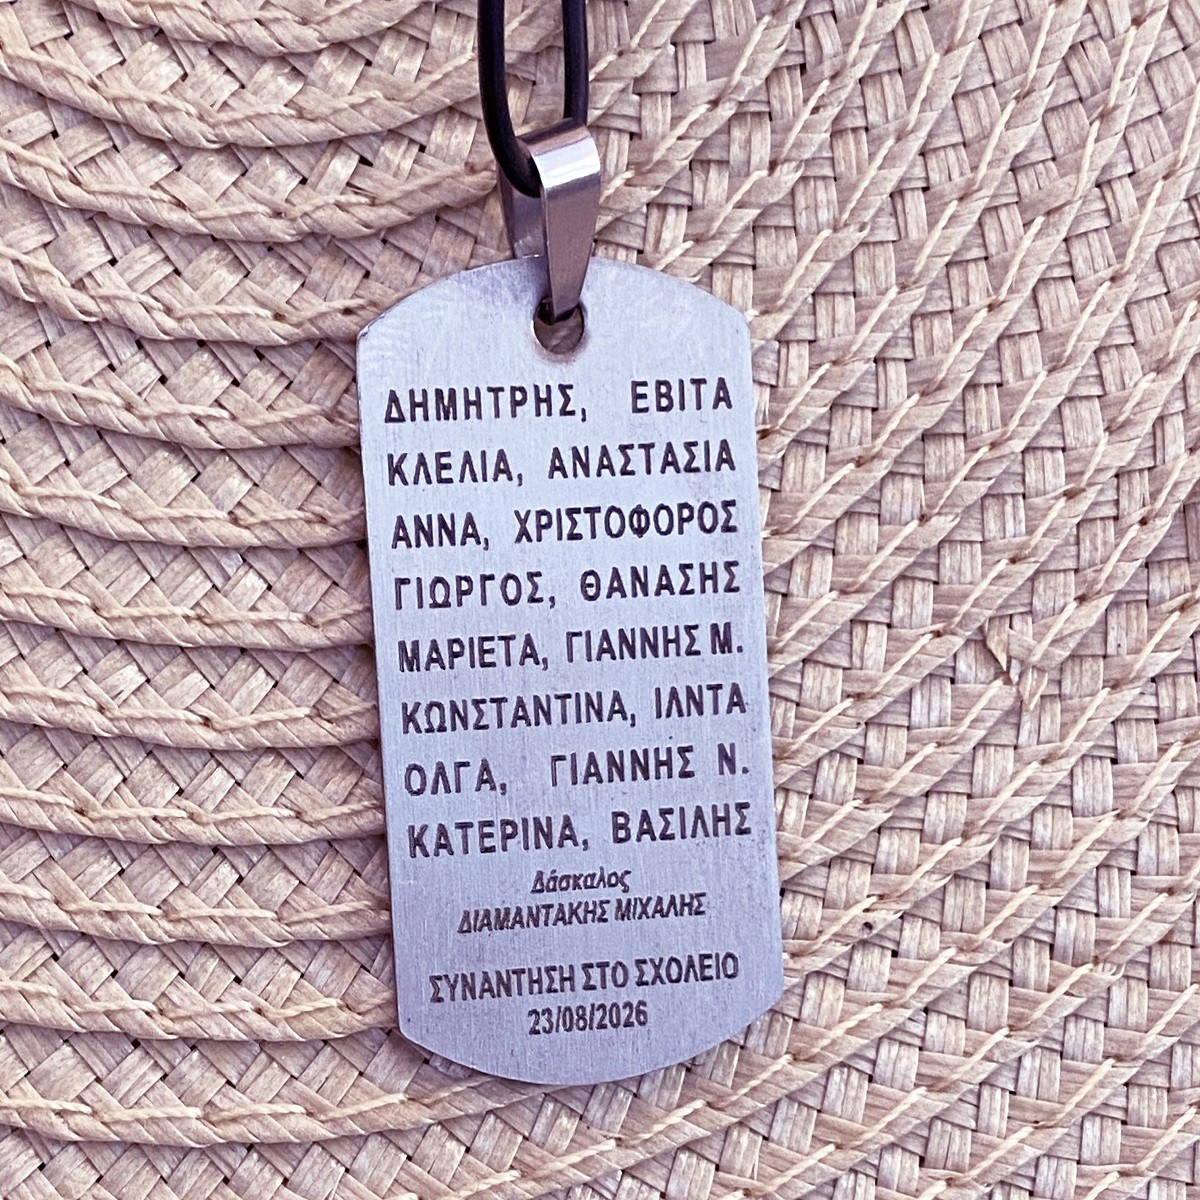 ΔΗΜΗΤΡΗΣ, ΕΒΙΤΑ
ΚΛΕΛΙΑ, ΑΝΑΣΤΑΣΙΑ
ΑΝΝΑ, ΧΡΙΣΤΟΦΟΡΟΣ
ΓΙΩΡΓΟΣ, ΘΑΝΑΣΗΣ
ΜΑΡΙΕΤΑ, ΓΙΑΝΝΗΣ Μ.
ΚΩΝΣΤΑΝΤΙΝΑ, ΙΛΝΤΑ
ΟΛΓΑ, ΓΙΑΝΝΗΣ Ν.
ΚΑΤΕΡΙΝΑ, ΒΑΣΙΛΗΣ
Δάσκαλος
ΔΙΑΜΑΝΤΑΚΗΣ ΜΙΧΑΛΗΣ
ΣΥΝΑΝΤΗΣΗ ΣΤΟ ΣΧΟΛΕΙΟ
23/08/2026